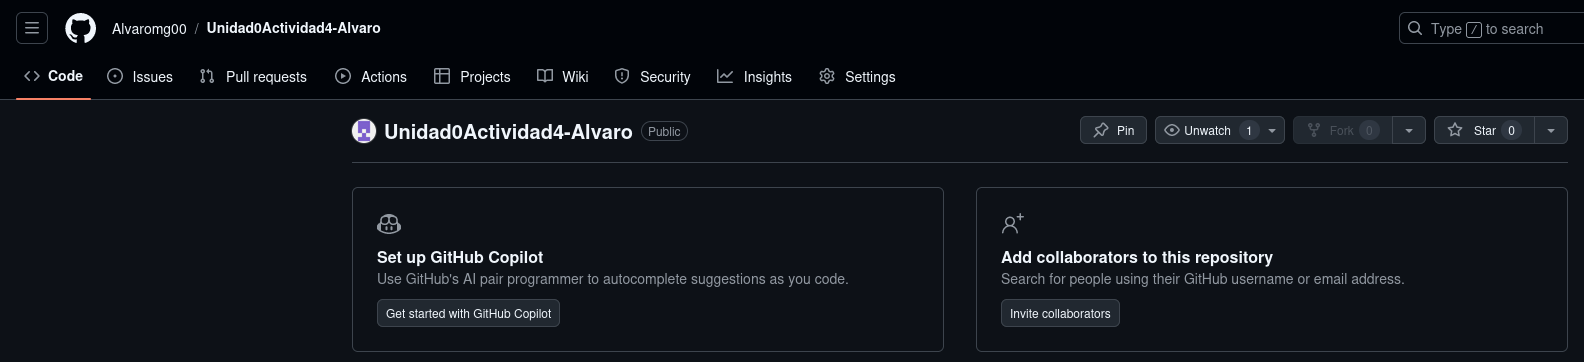 Alvaromg00 / Unidad0Actividad4-Alvaro
Type / to search
Code Issues Pull requests Actions Projects Wiki Security Insights Settings
Unidad0Actividad4-Alvaro Public
Pin Unwatch 1 Fork 0 Star 0
Set up GitHub Copilot
Use GitHub's AI pair programmer to autocomplete suggestions as you code.
Get started with GitHub Copilot
Add collaborators to this repository
Search for people using their GitHub username or email address.
Invite collaborators